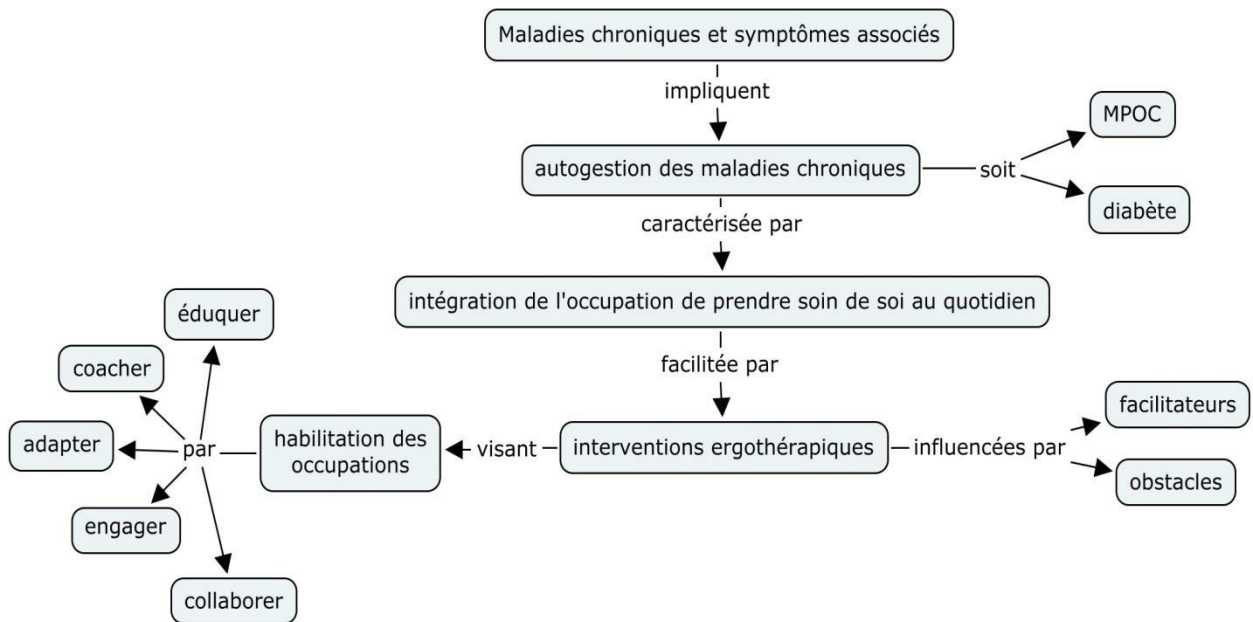 Maladies chroniques et symptômes associés
impliquent
MPOC
autogestion des maladies chroniques
soit
diabète
caractérisée par
intégration de l'occupation de prendre soin de soi au quotidien
éduquer
facilitée par
coacher
facilitateurs
adapter
par
habilitation des
occupations
visant
interventions ergothérapiques
influencées par
obstacles
engager
collaborer